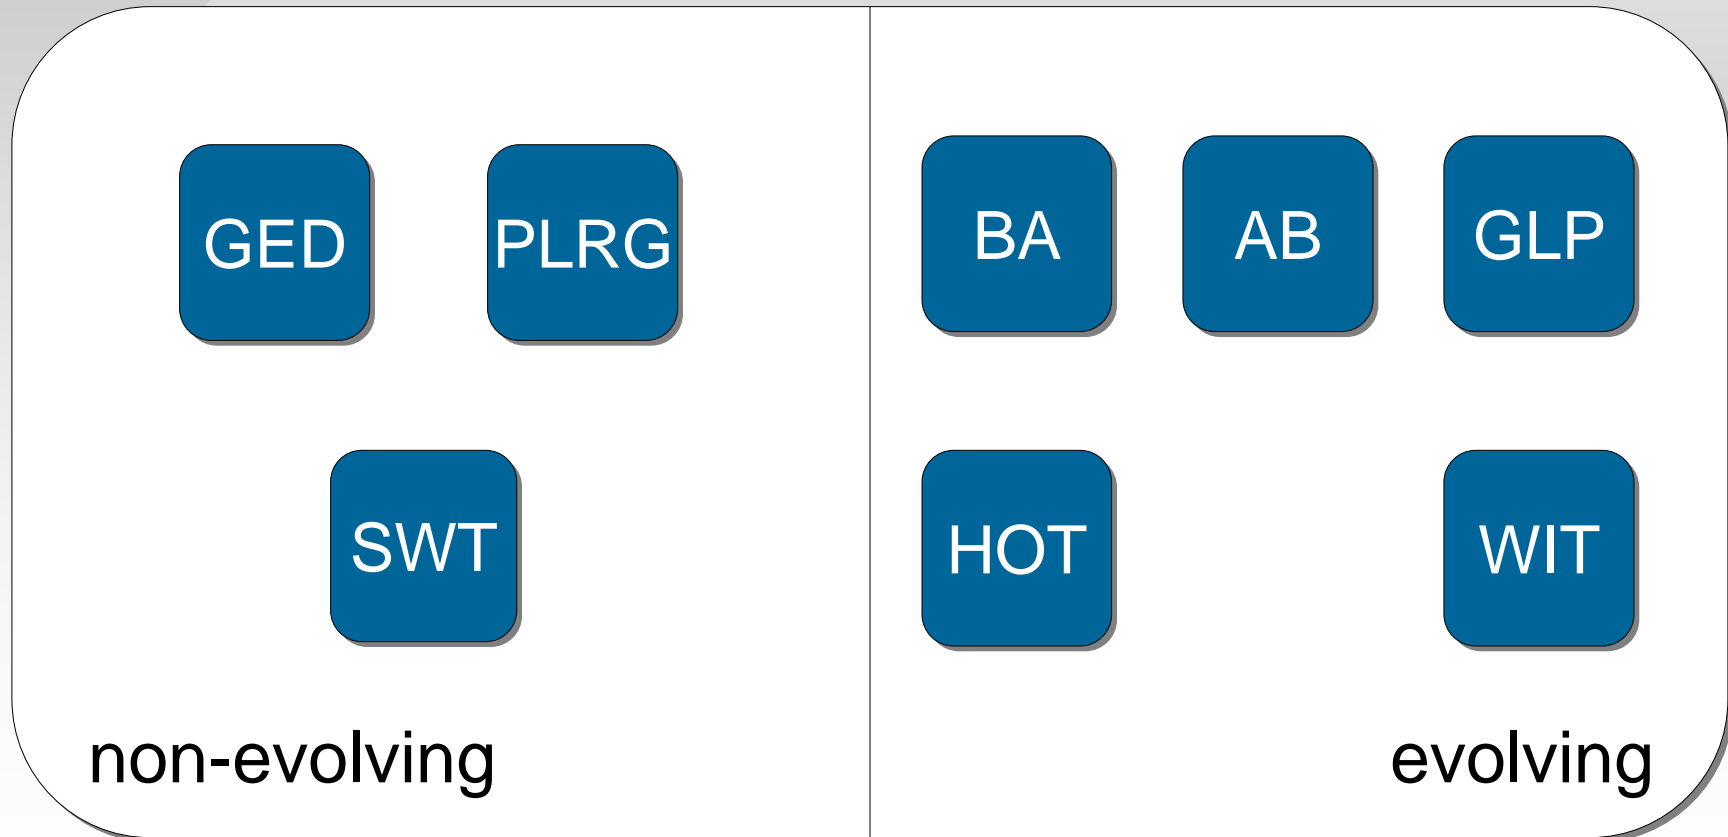 GED
PLRG
SWT
non-evolving
BA
AB
GLP
HOT
WIT
evolving